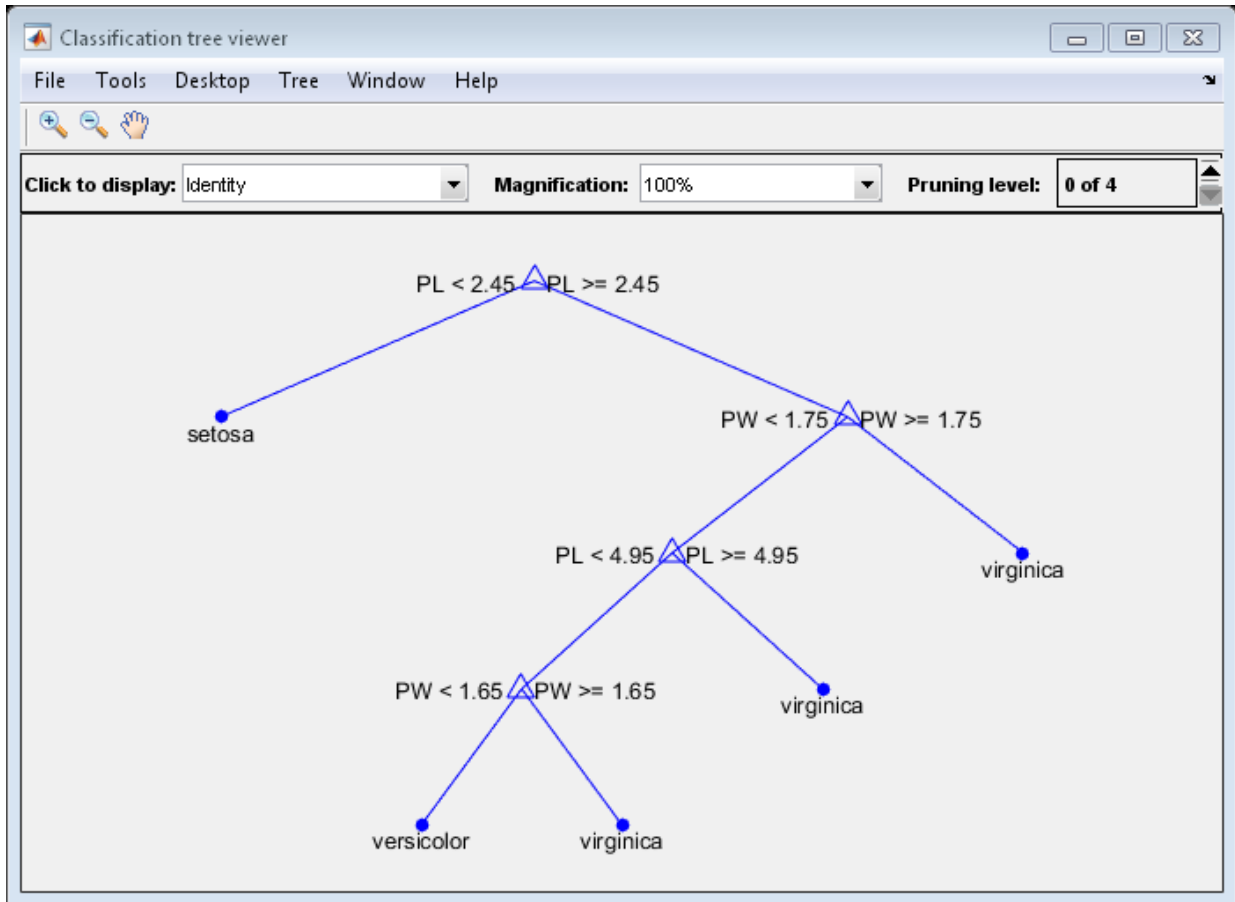 Classification tree viewer
File Tools Desktop Tree Window Help
Click to display: Identity Magnification: 100% Pruning level: 0 of 4
PL < 2.45 PL >= 2.45
setosa
PW < 1.75 PW >= 1.75
PL < 4.95 PL >= 4.95
virginica
PW < 1.65 PW >= 1.65
virginica
versicolor
virginica